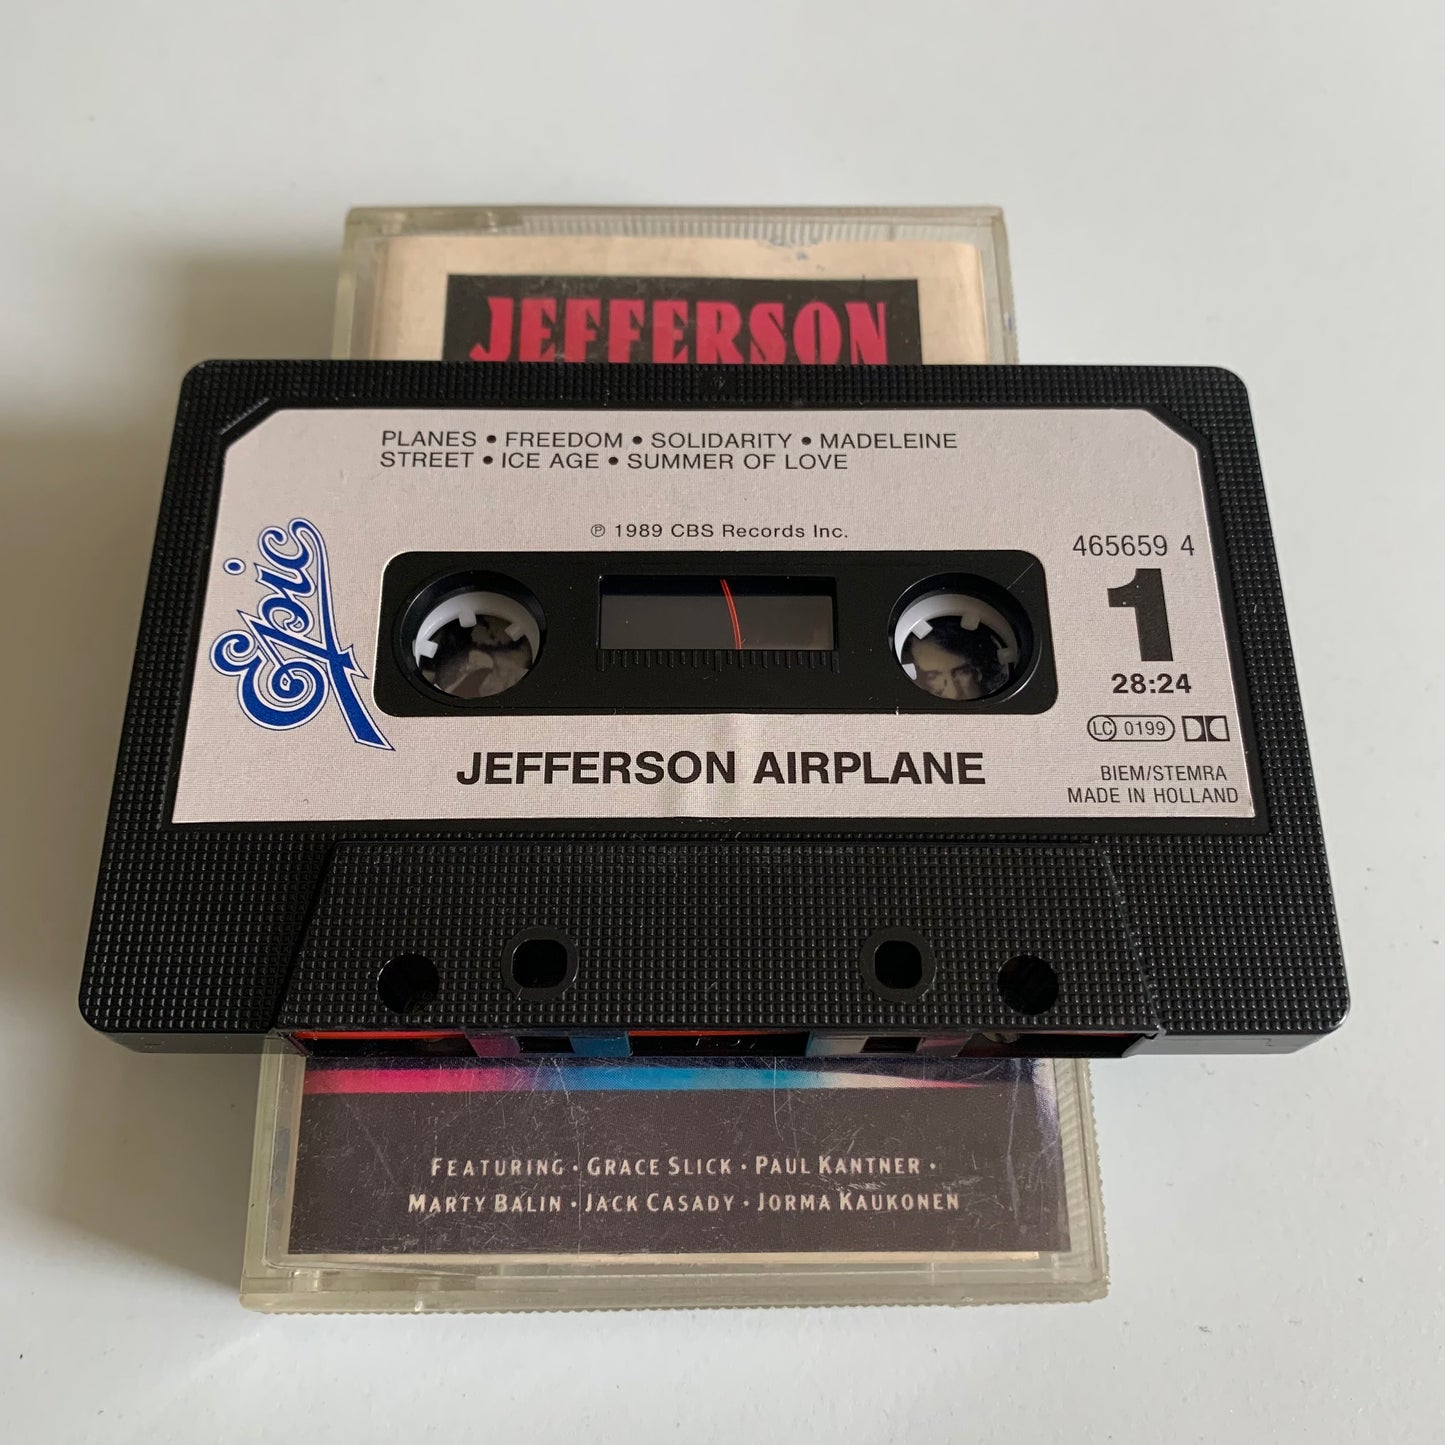 JEFFERSON
PLANES • FREEDOM • SOLIDARITY • MADELEINE
STREET • ICE AGE • SUMMER OF LOVE
℗ 1989 CBS Records Inc.
465659 4
Epic
1
28:24
LC 0199
JEFFERSON AIRPLANE
BIEM/STEMRA
MADE IN HOLLAND
FEATURING · GRACE SLICK · PAUL KANTNER ·
MARTY BALIN · JACK CASADY · JORMA KAUKONEN